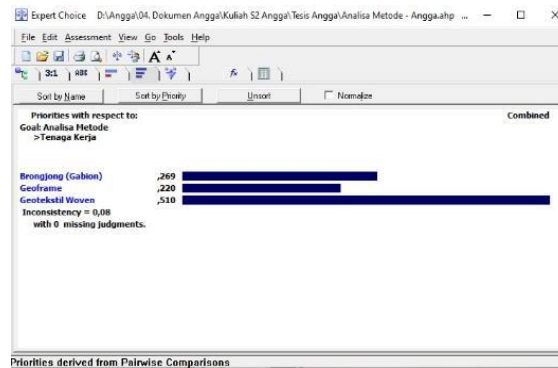 Expert Choice D:\Angga\04. Dokumen Angga\Kuliah S2 Angga\Tesis Angga\Analisa Metode - Angga.ahp ...
File Edit Assessment View Go Tools Help
A A
3:1 ABC
Sort by Name Sort by Priority Unsort Normalize
Priorities with respect to: Combined
Goal: Analisa Metode
>Tenaga Kerja
Brongjong (Gabion) ,269
Geoframe ,220
Geotekstil Woven ,510
Inconsistency = 0,08
with 0 missing judgments.
Priorities derived from Pairwise Comparisons